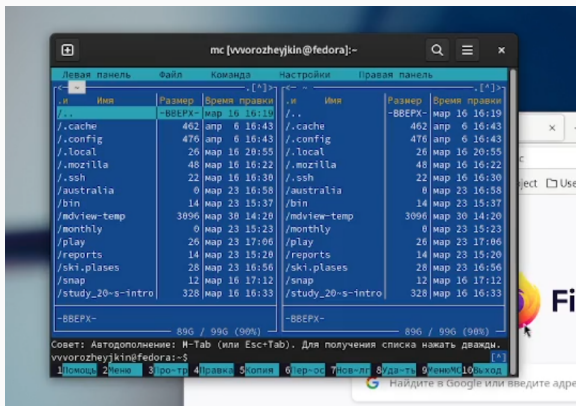 mc [vvvorozheyjkin@fedora]:~
Левая панель Файл Команда Настройки Правая панель
<- ~ .[^]> <- ~ .[^]>
.и Имя Размер Время правки .и Имя Размер Время правки
/.. -ВВЕРХ- мар 16 16:19 /.. -ВВЕРХ- мар 16 16:19
/.cache 462 апр 6 16:43 /.cache 462 апр 6 16:43
/.config 476 апр 6 16:43 /.config 476 апр 6 16:43
/.local 26 мар 16 20:55 /.local 26 мар 16 20:55
/.mozilla 48 мар 16 16:22 /.mozilla 48 мар 16 16:22
/.ssh 22 мар 16 16:30 /.ssh 22 мар 16 16:30
/australia 0 мар 23 16:58 /australia 0 мар 23 16:58
/bin 14 мар 23 15:37 /bin 14 мар 23 15:37
/mdview-temp 3096 мар 30 14:20 /mdview-temp 3096 мар 30 14:20
/monthly 0 мар 23 15:23 /monthly 0 мар 23 15:23
/play 26 мар 23 17:06 /play 26 мар 23 17:06
/reports 14 мар 23 15:20 /reports 14 мар 23 15:20
/ski.plases 28 мар 23 16:56 /ski.plases 28 мар 23 16:56
/snap 12 мар 16 17:12 /snap 12 мар 16 17:12
/study_20~s-intro 328 мар 16 16:33 /study_20~s-intro 328 мар 16 16:33
-ВВЕРХ- -ВВЕРХ-
89G / 99G (90%) 89G / 99G (90%)
Совет: Автодополнение: M-Tab (или Esc+Tab). Для получения списка нажать дважды.
vvvorozheyjkin@fedora:~$ [^]
1Помощь 2Меню 3Про~тр 4Правка 5Копия 6Пер~ос 7Нов~лг 8Уда~ть 9МенюMC 10Выход
ject Use
Fi
Найдите в Google или введите адре